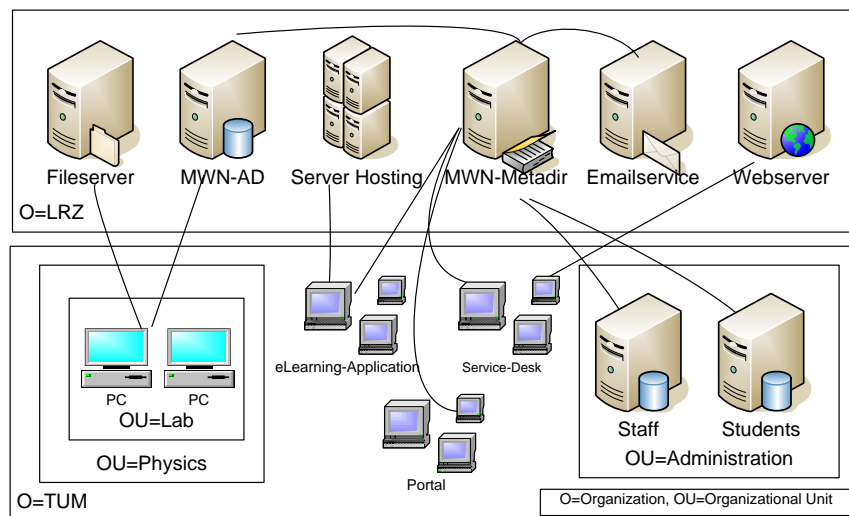 Fileserver
MWN-AD
Server Hosting
MWN-Metadir
Emailservice
Webserver
O=LRZ
eLearning-Application
Service-Desk
PC
PC
OU=Lab
OU=Physics
Portal
Staff
Students
OU=Administration
O=TUM
O=Organization, OU=Organizational Unit